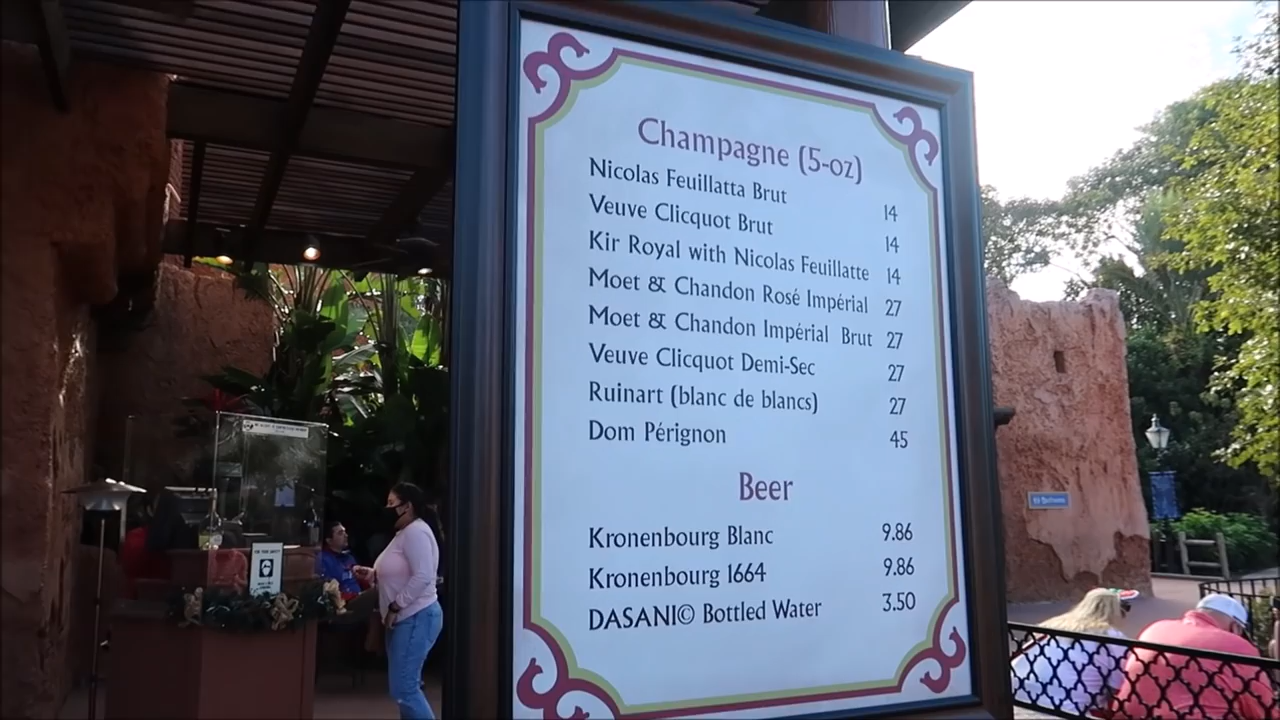 Champagne (5-oz)
Nicolas Feuillatta Brut 14
Veuve Clicquot Brut 14
Kir Royal with Nicolas Feuillatte 14
Moet & Chandon Rosé Impérial 27
Moet & Chandon Impérial Brut 27
Veuve Clicquot Demi-Sec 27
Ruinart (blanc de blancs) 27
Dom Pérignon 45
Beer
Kronenbourg Blanc 9.86
Kronenbourg 1664 9.86
DASANI© Bottled Water 3.50